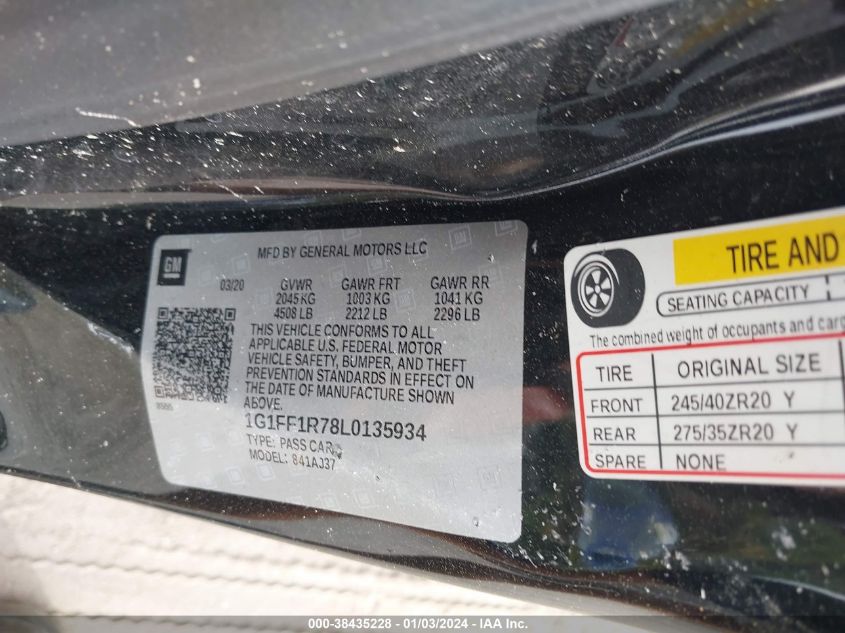 GM
MFD BY GENERAL MOTORS LLC
03/20 GVWR GAWR FRT GAWR RR
2045 KG 1003 KG 1041 KG
4508 LB 2212 LB 2296 LB
THIS VEHICLE CONFORMS TO ALL
APPLICABLE U.S. FEDERAL MOTOR
VEHICLE SAFETY, BUMPER, AND THEFT
PREVENTION STANDARDS IN EFFECT ON
THE DATE OF MANUFACTURE SHOWN
ABOVE.
1G1FF1R78L0135934
TYPE: PASS CAR
MODEL: 841AJ37
TIRE AND
SEATING CAPACITY
The combined weight of occupants and carg
TIRE ORIGINAL SIZE
FRONT 245/40ZR20 Y
REAR 275/35ZR20 Y
SPARE NONE
000-38435228 - 01/03/2024 - IAA Inc.